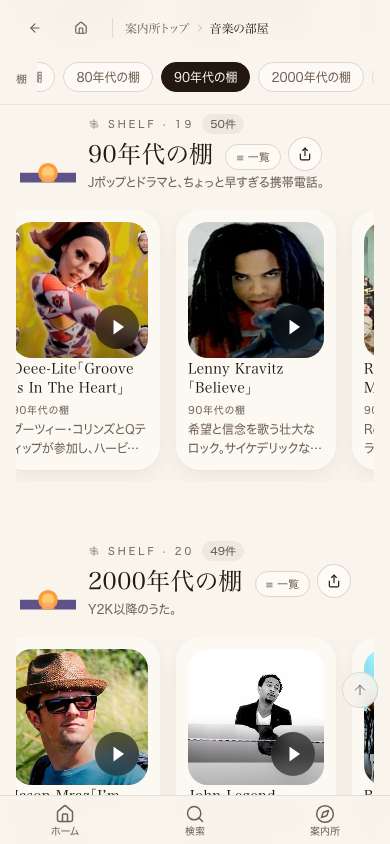 案内所トップ > 音楽の部屋
棚 80年代の棚 90年代の棚 2000年代の棚
SHELF · 19 50件
90年代の棚 ≡ 一覧
Jポップとドラマと、ちょっと早すぎる携帯電話。
Deee-Lite「Groove
s In The Heart」
90年代の棚
ブーツィー・コリンズとQテ
ィップが参加し、ハービー…
Lenny Kravitz
「Believe」
90年代の棚
希望と信念を歌う壮大な
ロック。サイケデリックな…
SHELF · 20 49件
2000年代の棚 ≡ 一覧
Y2K以降のうた。
Jason Mraz「I'm
John Legend
ホーム 検索 案内所